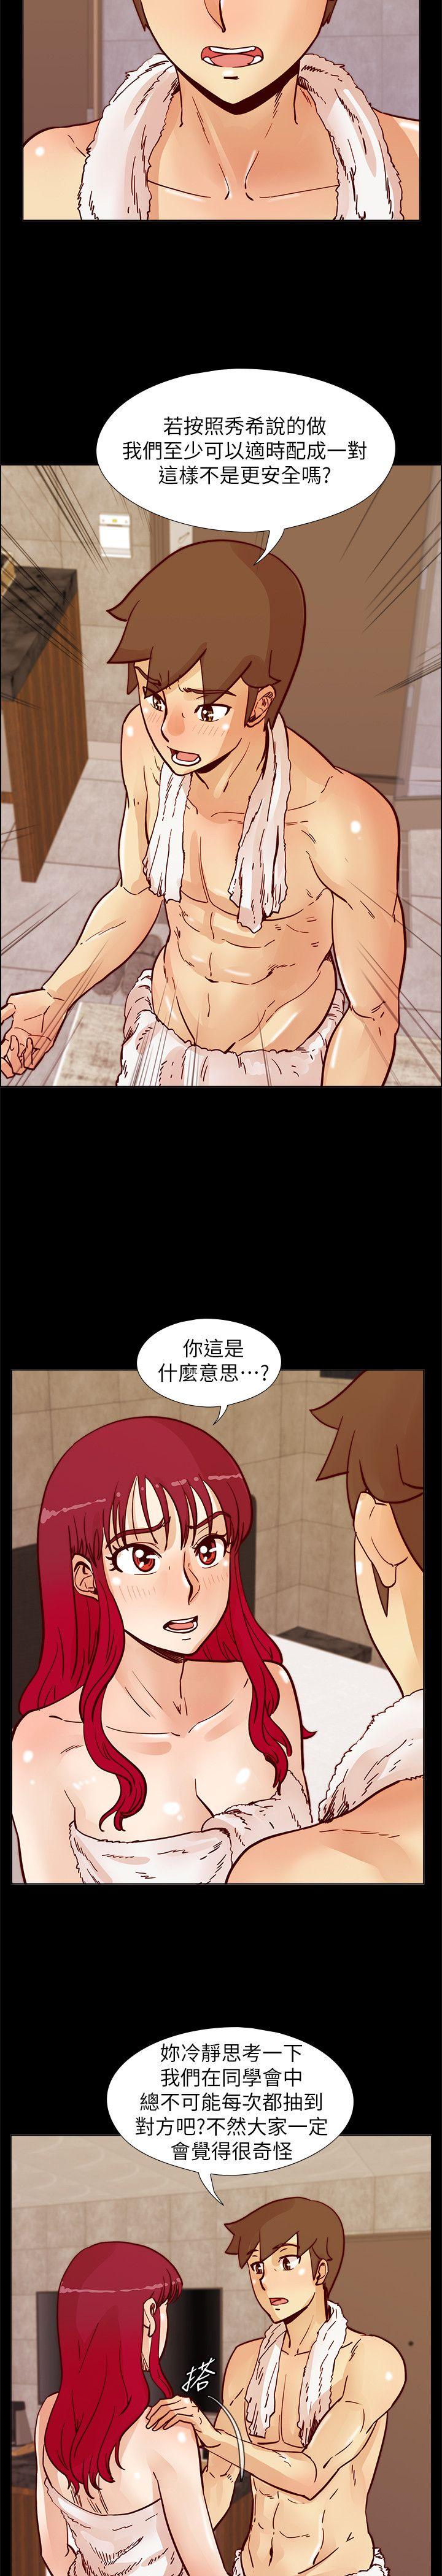 若按照秀希說的做
我們至少可以適時配成一對
這樣不是更安全嗎?
你這是
什麼意思…?
妳冷靜思考一下
我們在同學會中
總不可能每次都抽到
對方吧?不然大家一定
會覺得很奇怪
搭